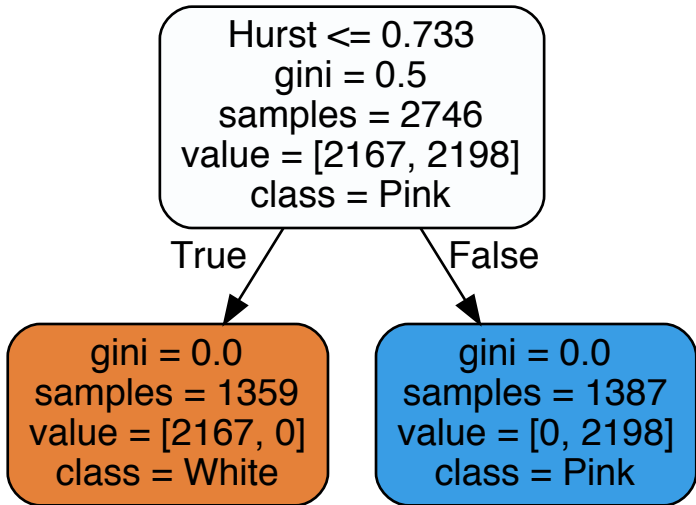 Hurst <= 0.733
gini = 0.5
samples = 2746
value = [2167, 2198]
class = Pink
True
False
gini = 0.0
samples = 1359
value = [2167, 0]
class = White
gini = 0.0
samples = 1387
value = [0, 2198]
class = Pink